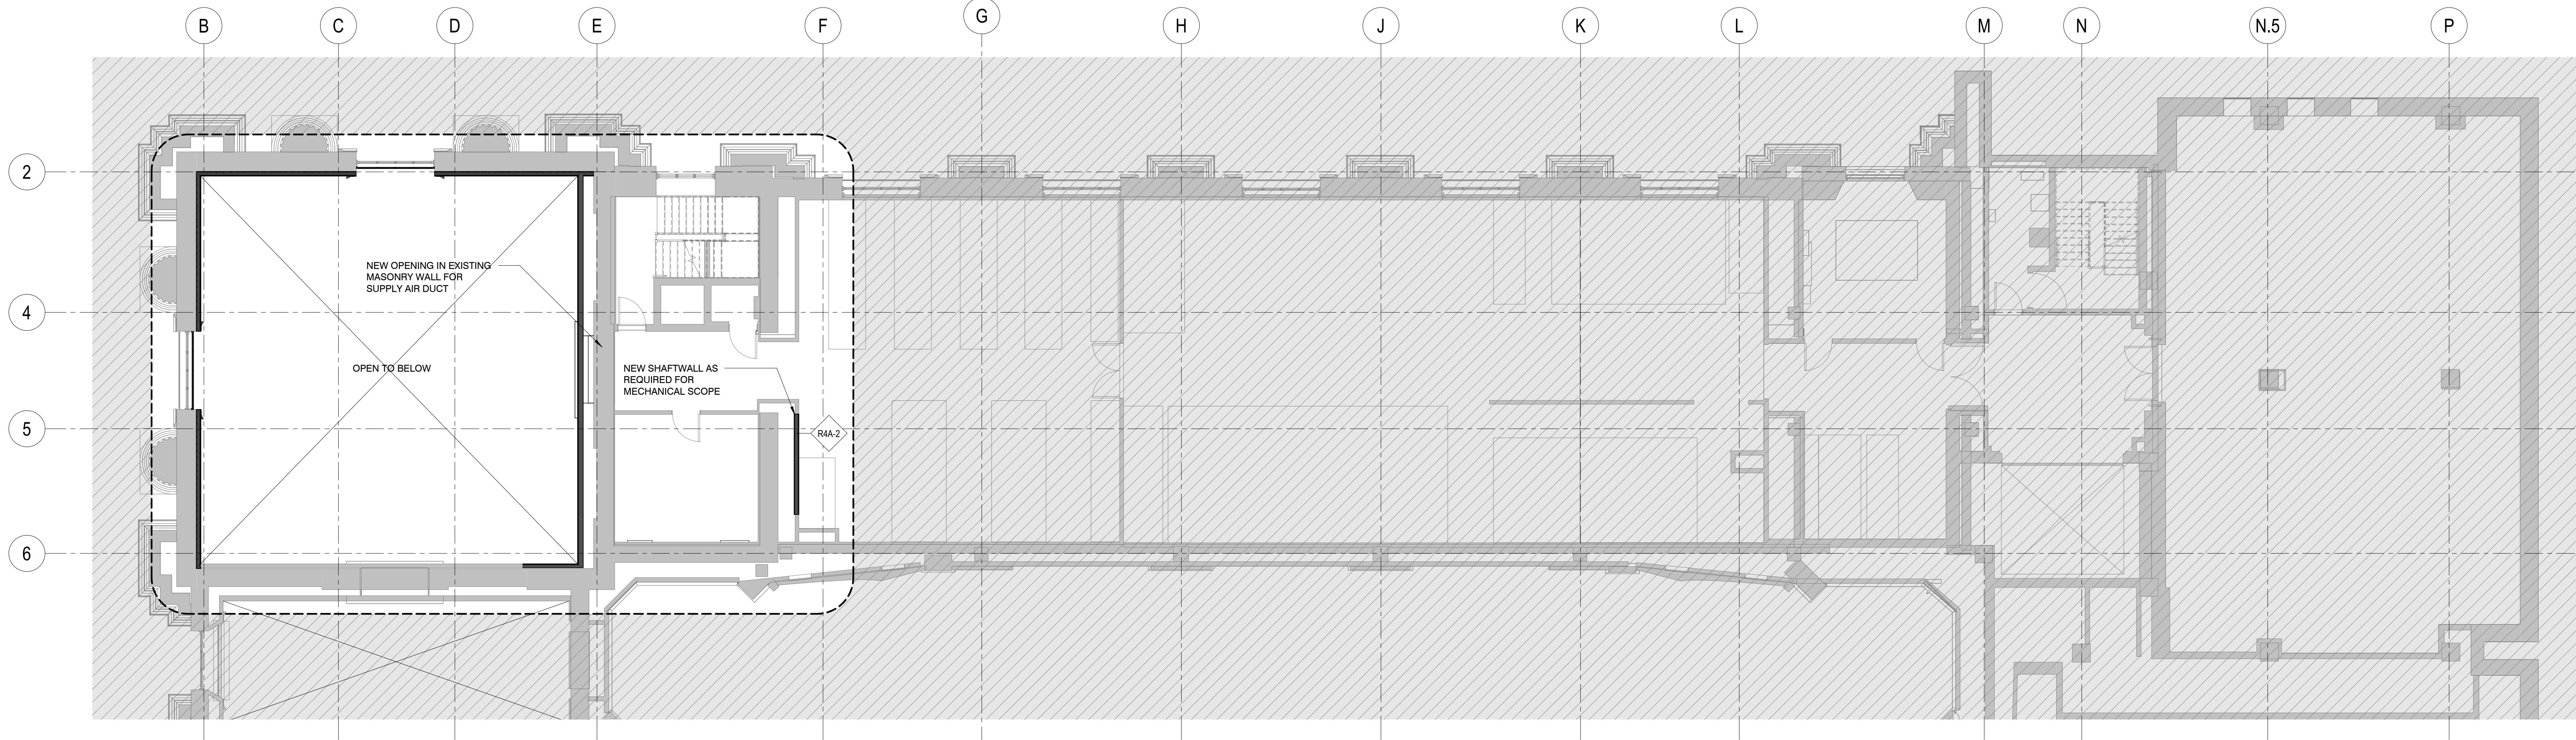 B
C
D
E
F
G
H
J
K
L
M
N
N.5
P
2
4
5
6
NEW OPENING IN EXISTING
MASONRY WALL FOR
SUPPLY AIR DUCT
OPEN TO BELOW
NEW SHAFTWALL AS
REQUIRED FOR
MECHANICAL SCOPE
R4A-2